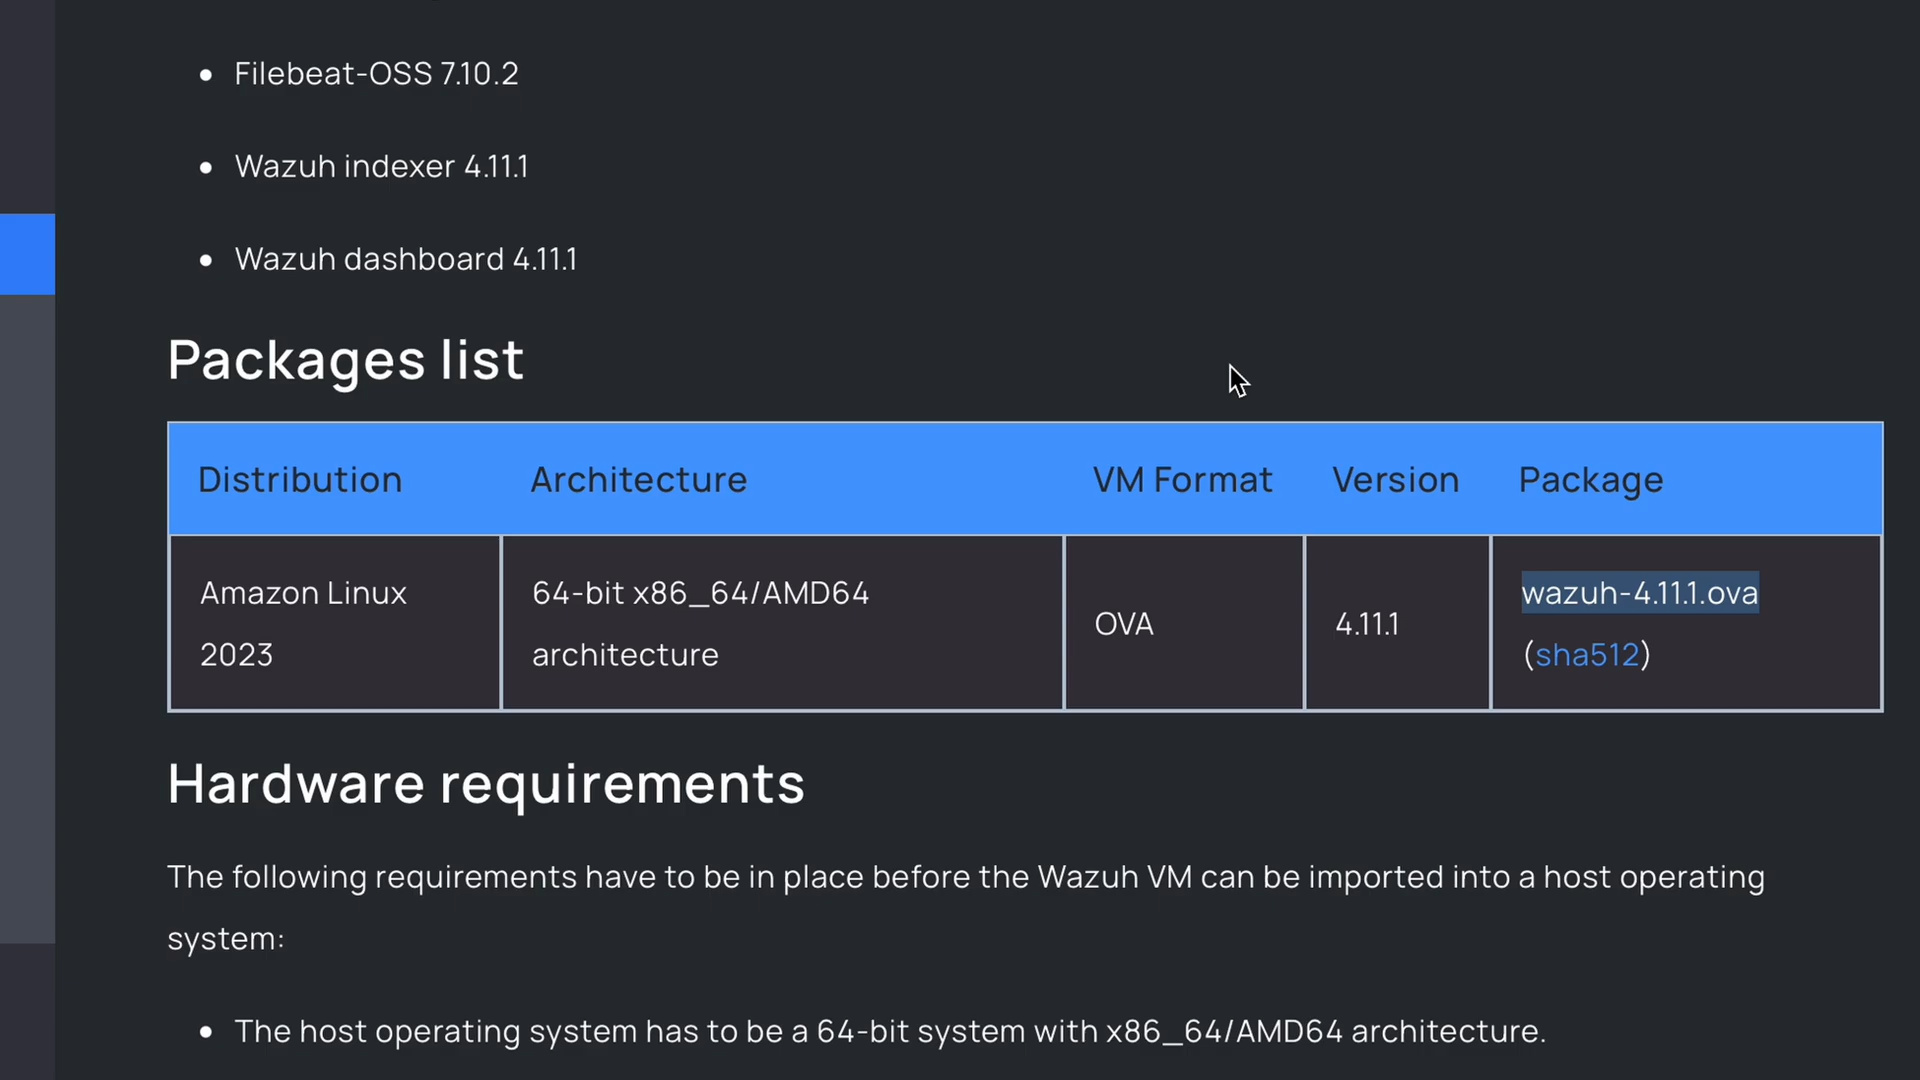 Filebeat-OSS 7.10.2
Wazuh indexer 4.11.1
Wazuh dashboard 4.11.1
Packages list
Distribution Architecture VM Format Version Package
Amazon Linux 2023
64-bit x86_64/AMD64 architecture
OVA
4.11.1
wazuh-4.11.1.ova
(sha512)
Hardware requirements
The following requirements have to be in place before the Wazuh VM can be imported into a host operating
system:
The host operating system has to be a 64-bit system with x86_64/AMD64 architecture.